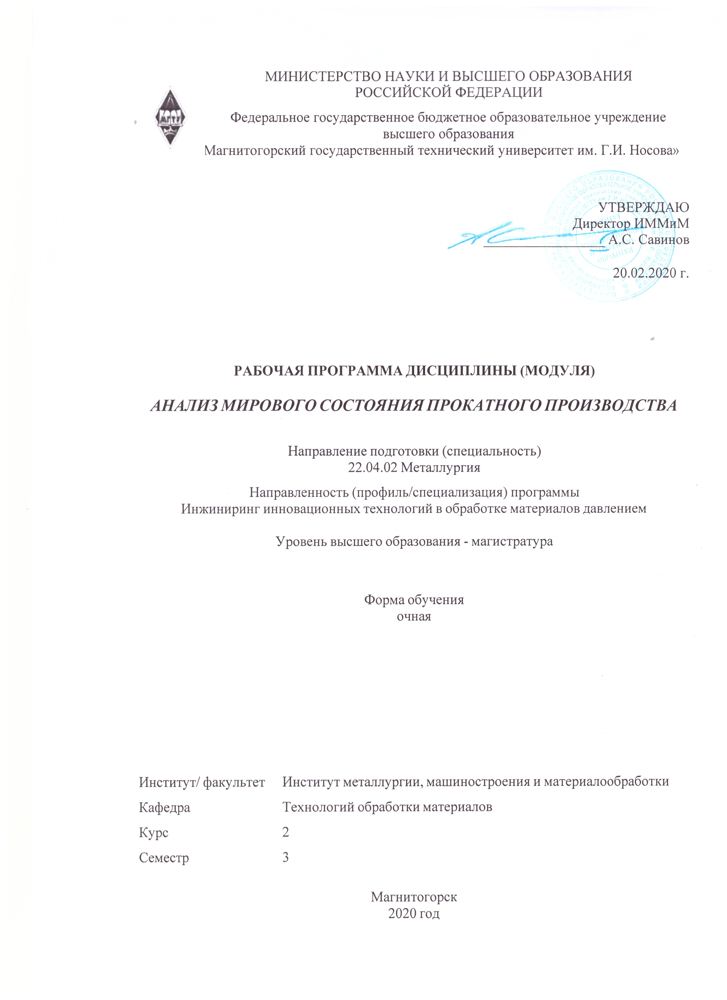 МИНИСТЕРСТВО НАУКИ И ВЫСШЕГО ОБРАЗОВАНИЯ
РОССИЙСКОЙ ФЕДЕРАЦИИ
Федеральное государственное бюджетное образовательное учреждение
высшего образования
Магнитогорский государственный технический университет им. Г.И. Носова»
УТВЕРЖДАЮ
Директор ИММиМ
А.С. Савинов
20.02.2020 г.
РАБОЧАЯ ПРОГРАММА ДИСЦИПЛИНЫ (МОДУЛЯ)
АНАЛИЗ МИРОВОГО СОСТОЯНИЯ ПРОКАТНОГО ПРОИЗВОДСТВА
Направление подготовки (специальность)
22.04.02 Металлургия
Направленность (профиль/специализация) программы
Инжиниринг инновационных технологий в обработке материалов давлением
Уровень высшего образования - магистратура
Форма обучения
очная
Институт/ факультет Институт металлургии, машиностроения и материалообработки
Кафедра Технологий обработки материалов
Курс 2
Семестр 3
Магнитогорск
2020 год